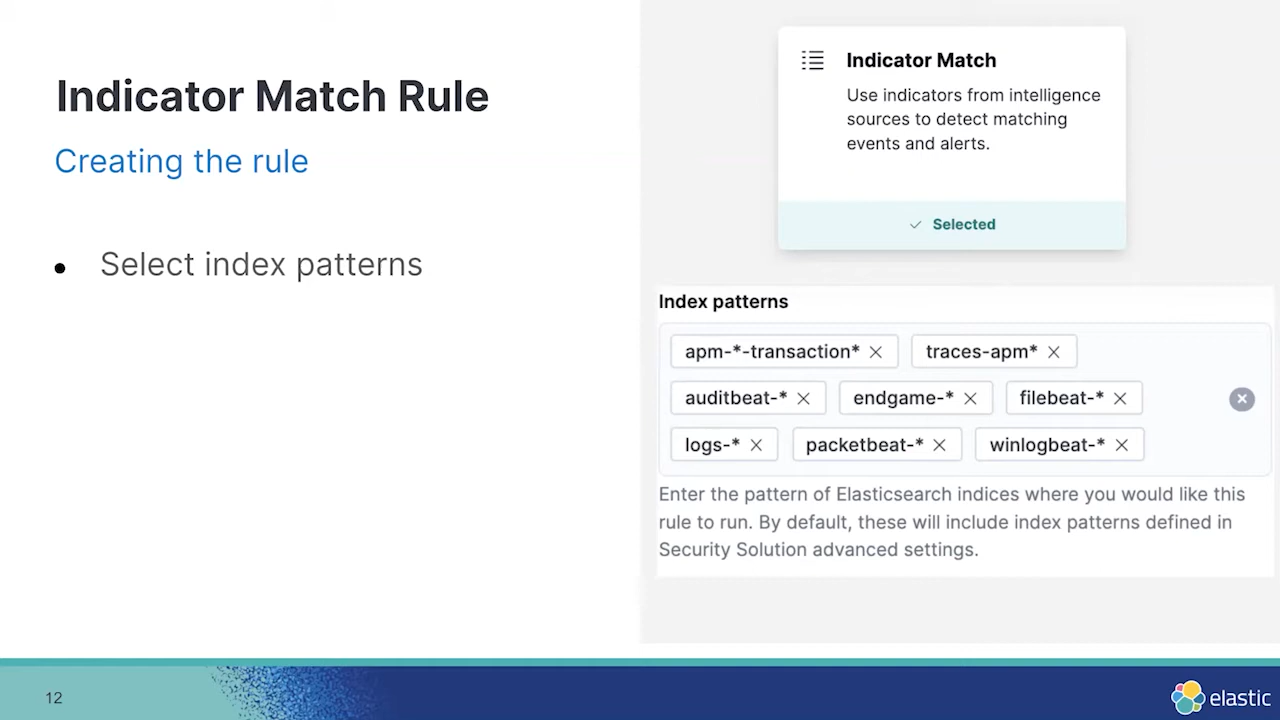 Indicator Match Rule
Creating the rule
• Select index patterns
Indicator Match
Use indicators from intelligence
sources to detect matching
events and alerts.
Selected
Index patterns
apm-*-transaction* traces-apm*
auditbeat-* endgame-* filebeat-*
logs-* packetbeat-* winlogbeat-*
Enter the pattern of Elasticsearch indices where you would like this
rule to run. By default, these will include index patterns defined in
Security Solution advanced settings.
12
elastic